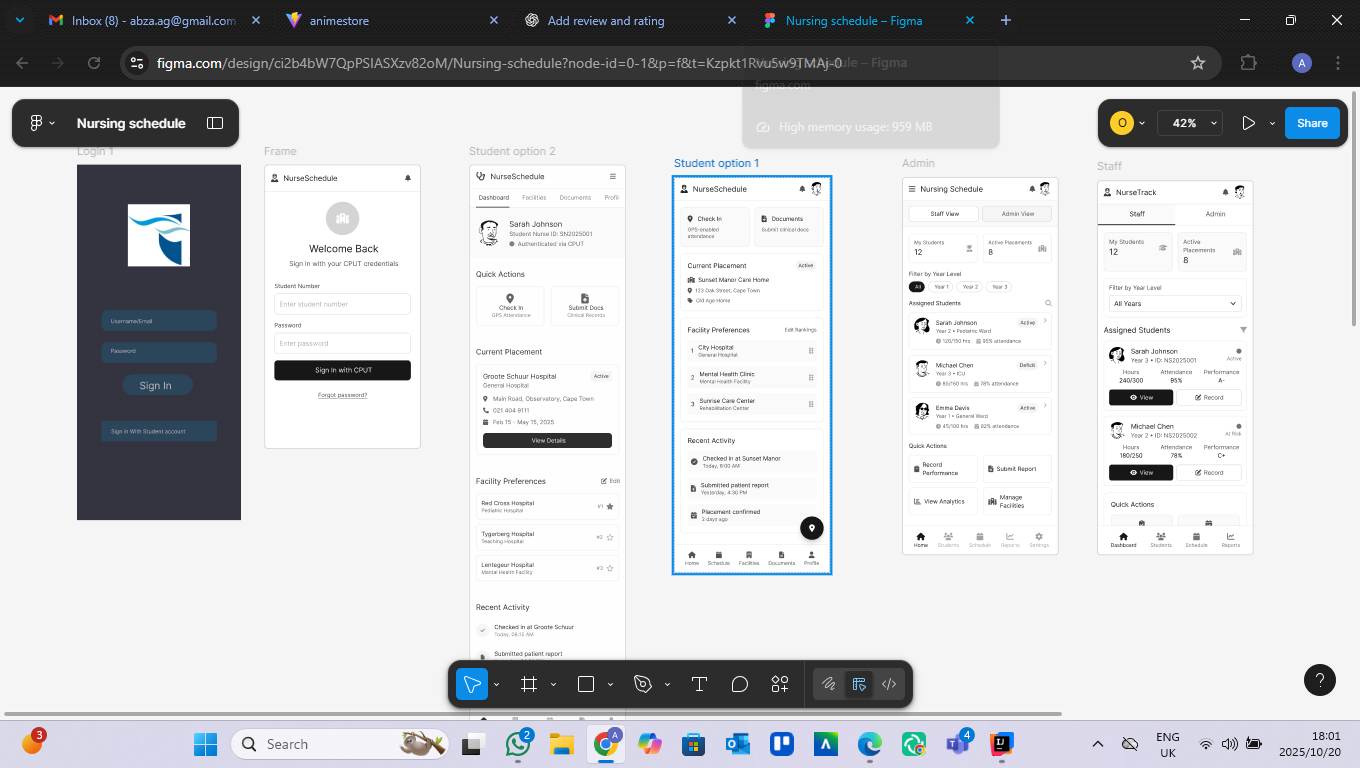 Inbox (8) - abza.ag@gmail.com
animestore
Add review and rating
Nursing schedule – Figma
figma.com/design/ci2b4bW7QpPSIASXzv82oM/Nursing-schedule?node-id=0-1&p=f&t=Kzpkt1Rvu5w9TMAj-0
A
figma.com
High memory usage: 959 MB
Nursing schedule
O
42%
Share
Login 1
Username/Email
Password
Sign In
Sign in With Student account
Frame
NurseSchedule
Welcome Back
Sign in with your CPUT credentials
Student Number
Enter student number
Password
Enter password
Sign in with CPUT
Forgot password?
Student option 2
NurseSchedule
Dashboard
Facilities
Documents
Profil
Sarah Johnson
Student Nurse ID: SN2025001
Authenticated via CPUT
Quick Actions
Check In
GPS Attendance
Submit Docs
Clinical Records
Current Placement
Groote Schuur Hospital
Active
General Hospital
Main Road, Observatory, Cape Town
021 404 9111
Feb 15 - May 15, 2025
View Details
Facility Preferences
Edit
Red Cross Hospital
Pediatric Hospital
#1
Tygerberg Hospital
Teaching Hospital
#2
Lentegeur Hospital
Mental Health Facility
#3
Recent Activity
Checked in at Groote Schuur
Today, 08:15 AM
Submitted patient report
Student option 1
NurseSchedule
Check In
GPS-enabled
attendance
Documents
Submit clinical docs
Current Placement
Active
Sunset Manor Care Home
123 Oak Street, Cape Town
Old Age Home
Facility Preferences
Edit Rankings
1
City Hospital
General Hospital
2
Mental Health Clinic
Mental Health Facility
3
Sunrise Care Center
Rehabilitation Center
Recent Activity
Checked in at Sunset Manor
Today, 8:00 AM
Submitted patient report
Yesterday, 4:30 PM
Placement confirmed
2 days ago
Home
Schedule
Facilities
Documents
Profile
Admin
Nursing Schedule
Staff View
Admin View
My Students
12
Active Placements
8
Filter by Year Level
All
Year 1
Year 2
Year 3
Assigned Students
Sarah Johnson
Active
Year 2 • Pediatric Ward
120/150 hrs
95% attendance
Michael Chen
Deficit
Year 3 • ICU
85/150 hrs
78% attendance
Emma Davis
Active
Year 1 • General Ward
45/100 hrs
92% attendance
Quick Actions
Record
Performance
Submit Report
View Analytics
Manage
Facilities
Home
Students
Schedule
Reports
Settings
Staff
NurseTrack
Staff
Admin
My Students
12
Active
Placements
8
Filter by Year Level
All Years
Assigned Students
Sarah Johnson
Year 3 • ID: NS2025001
Active
Hours
240/300
Attendance
95%
Performance
A-
View
Record
Michael Chen
Year 2 • ID: NS2025002
At Risk
Hours
180/250
Attendance
78%
Performance
C+
View
Record
Quick Actions
Dashboard
Students
Schedule
Reports
?
3
Search
2
A
4
ENG
UK
18:01
2025/10/20